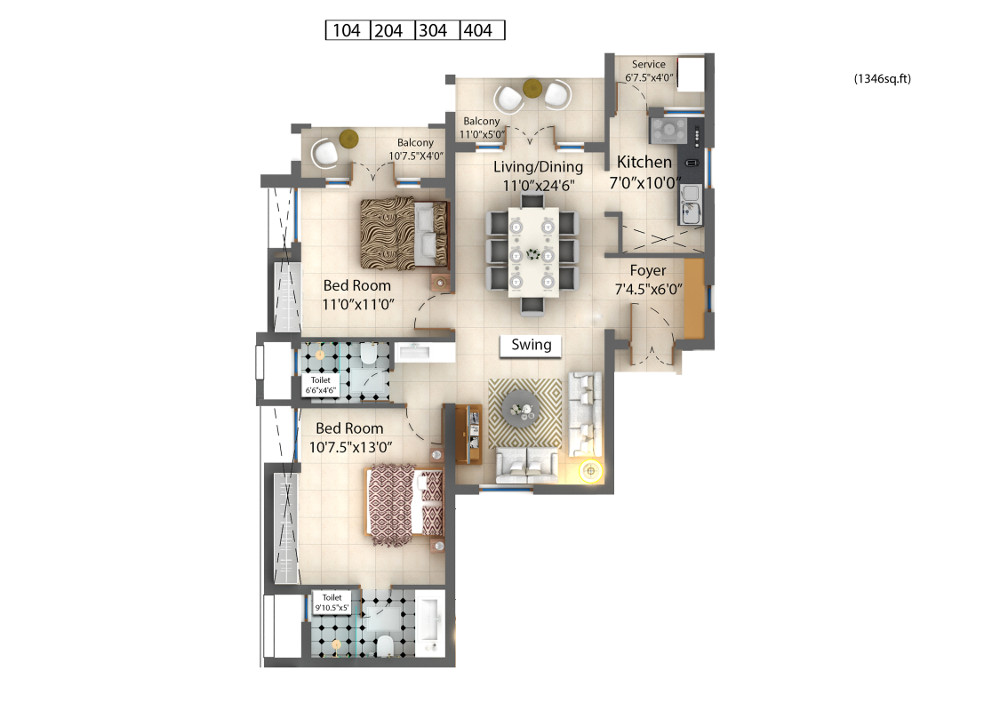 104 204 304 404
(1346sq.ft)
Service
6'7.5"x4'0"
Balcony
11'0"x5'0"
Balcony
10'7.5"X4'0"
Living/Dining
11'0"x24'6"
Kitchen
7'0"x10'0"
Bed Room
11'0"x11'0"
Foyer
7'4.5"x6'0"
Swing
Toilet
6'6"x4'6"
Bed Room
10'7.5"x13'0"
Toilet
9'10.5"x5'